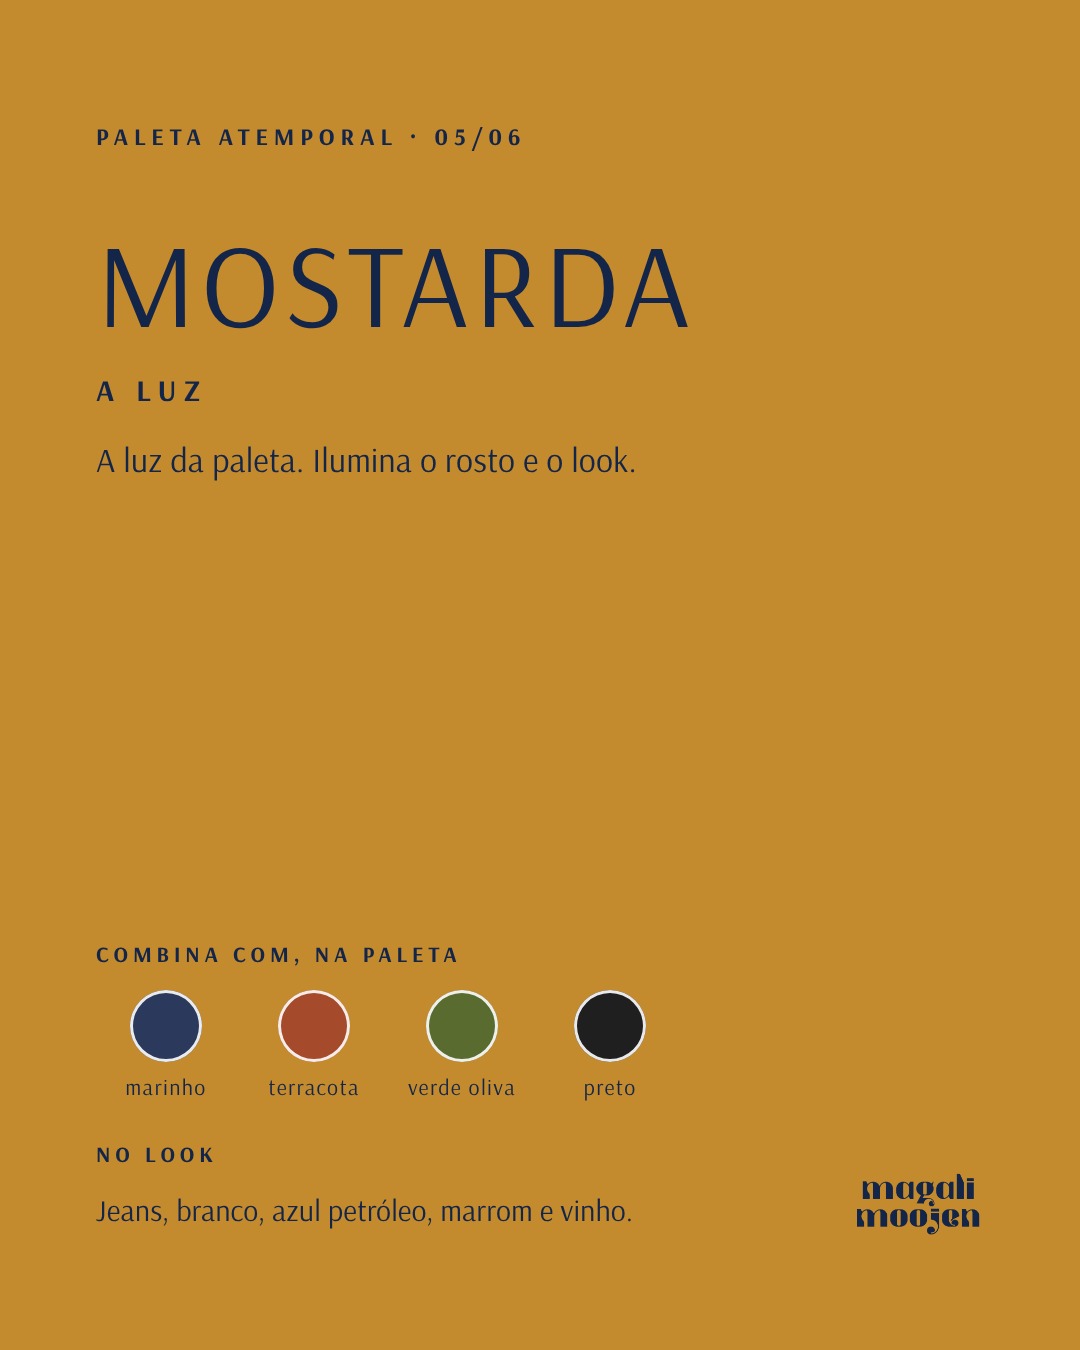 PALETA ATEMPORAL · 05/06
MOSTARDA
A LUZ
A luz da paleta. Ilumina o rosto e o look.
COMBINA COM, NA PALETA
marinho terracota verde oliva preto
NO LOOK
Jeans, branco, azul petróleo, marrom e vinho.
magali
moojen